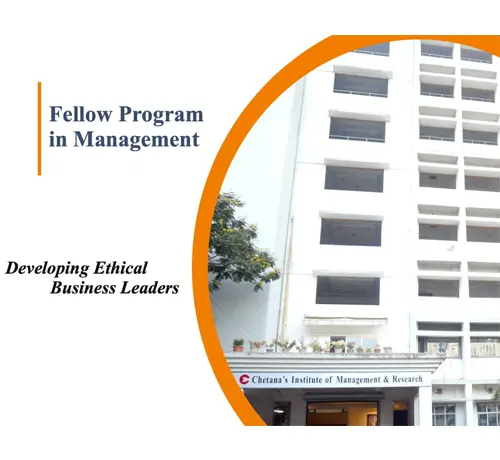 Fellow Program
in Management
Developing Ethical
Business Leaders
Chetana's Institute of Management & Research